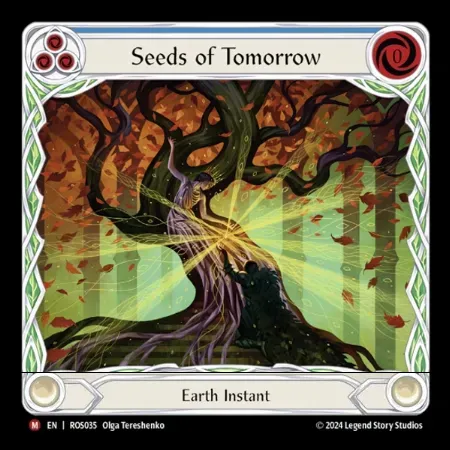 Seeds of Tomorrow
0
Earth Instant
M EN | ROS035 Olga Tereshenko
© 2024 Legend Story Studios